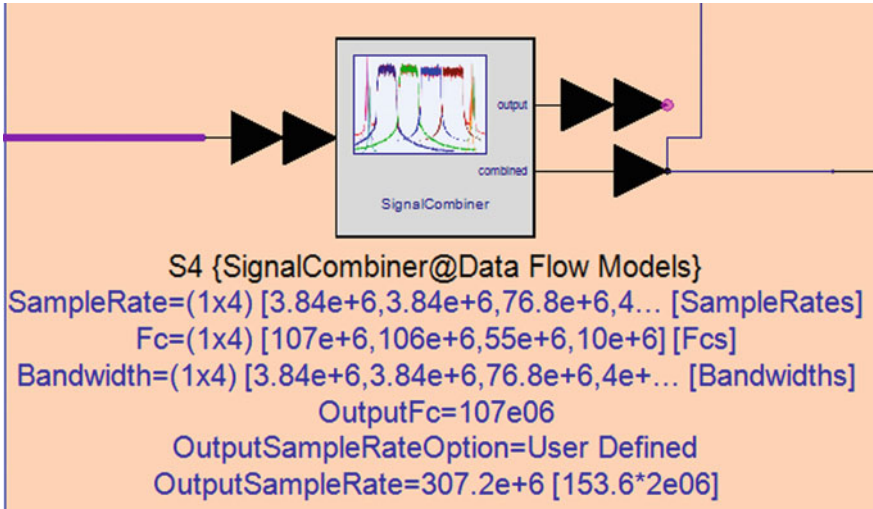 output
combined
SignalCombiner
S4 {SignalCombiner@Data Flow Models}
SampleRate=(1x4) [3.84e+6,3.84e+6,76.8e+6,4... [SampleRates]
Fc=(1x4) [107e+6,106e+6,55e+6,10e+6] [Fcs]
Bandwidth=(1x4) [3.84e+6,3.84e+6,76.8e+6,4e+... [Bandwidths]
OutputFc=107e06
OutputSampleRateOption=User Defined
OutputSampleRate=307.2e+6 [153.6*2e06]